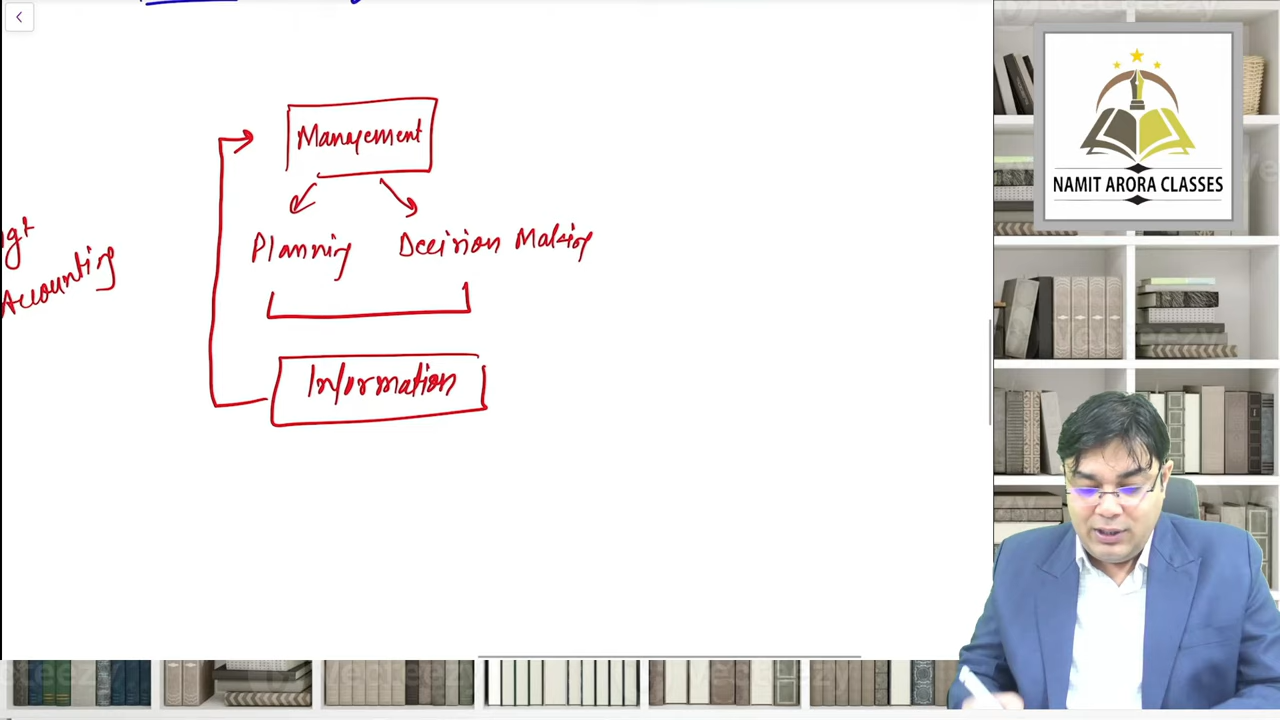 Management
Planning Decision Making
Accounting
Information
NAMIT ARORA CLASSES